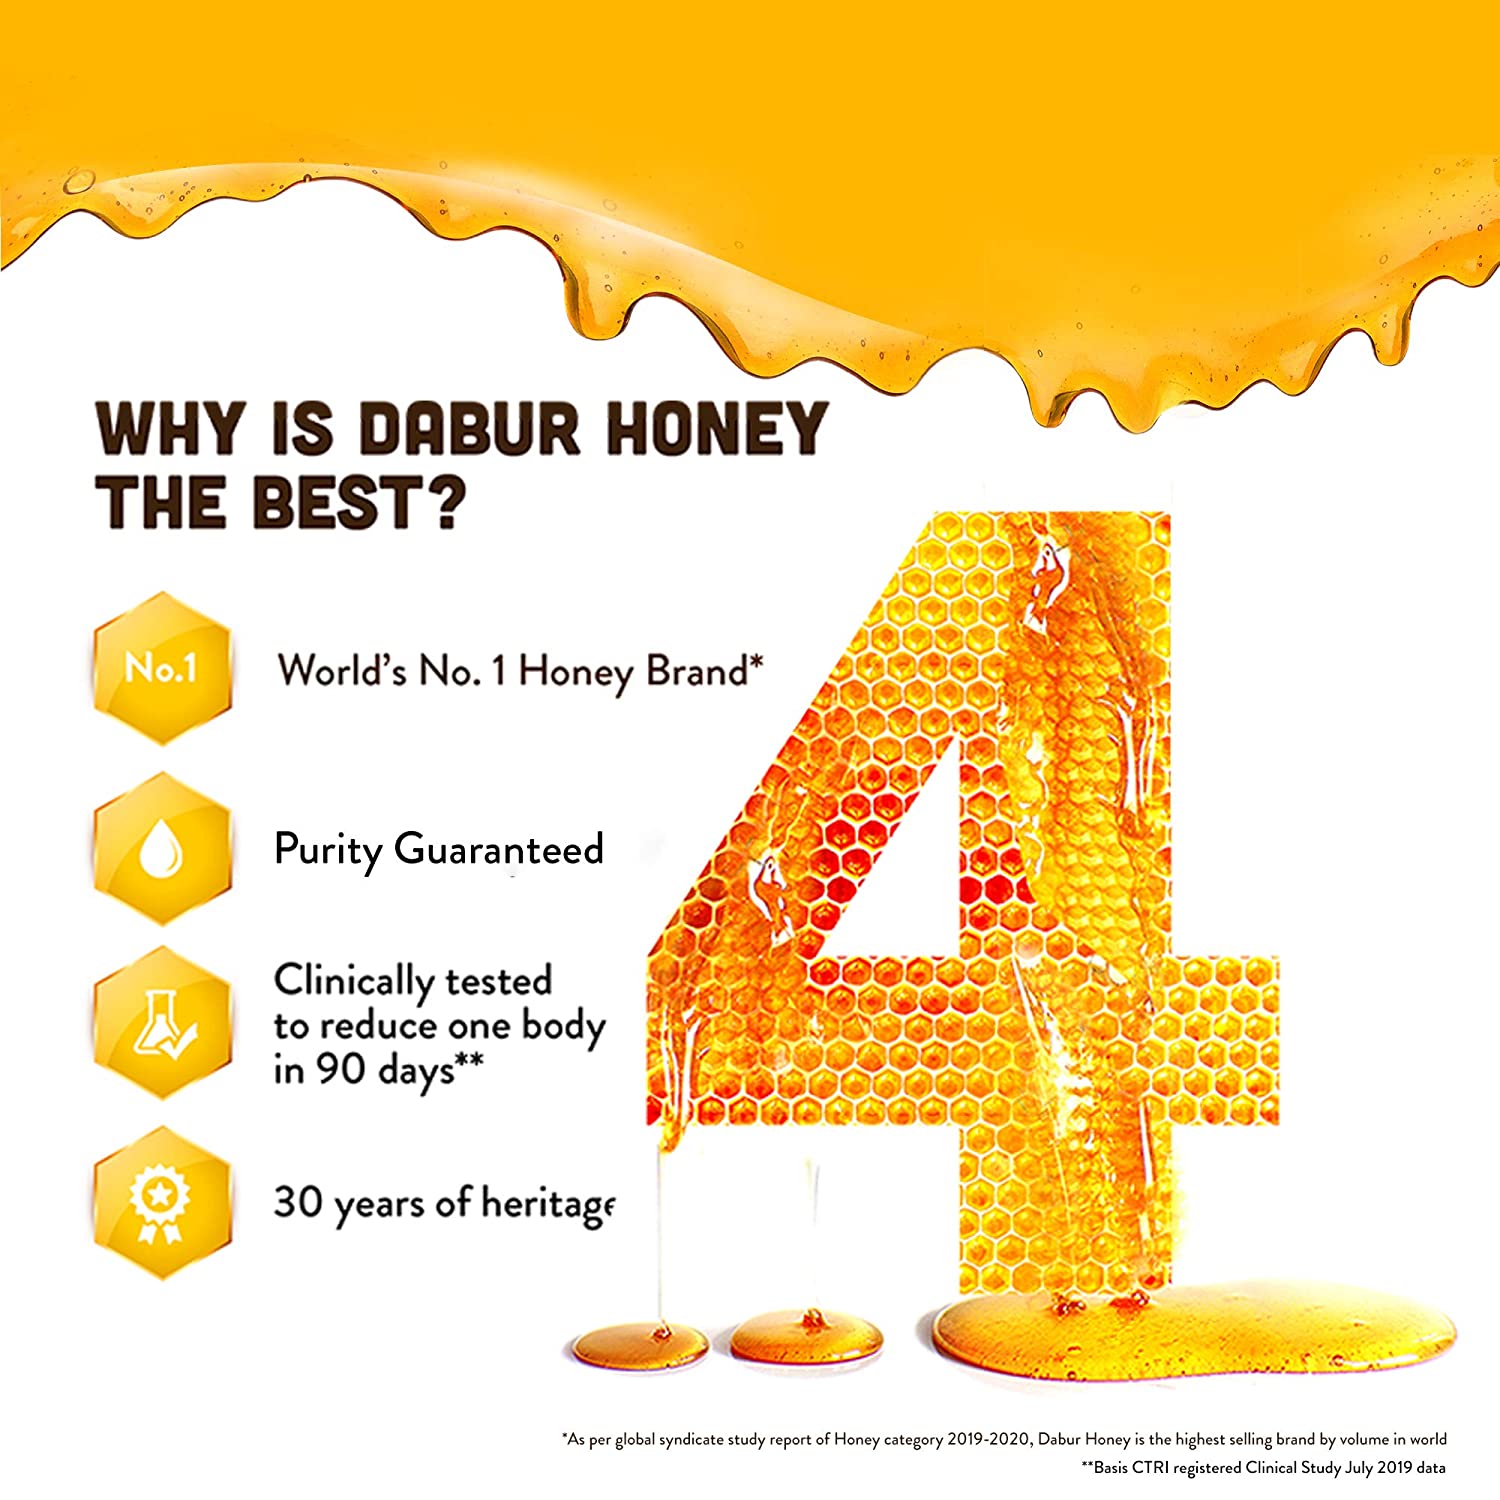 WHY IS DABUR HONEY
THE BEST?
No.1
World's No. 1 Honey Brand*
Purity Guaranteed
Clinically tested
to reduce one body
in 90 days**
30 years of heritage
4
*As per global syndicate study report of Honey category 2019-2020, Dabur Honey is the highest selling brand by volume in world
**Basis CTRI registered Clinical Study July 2019 data